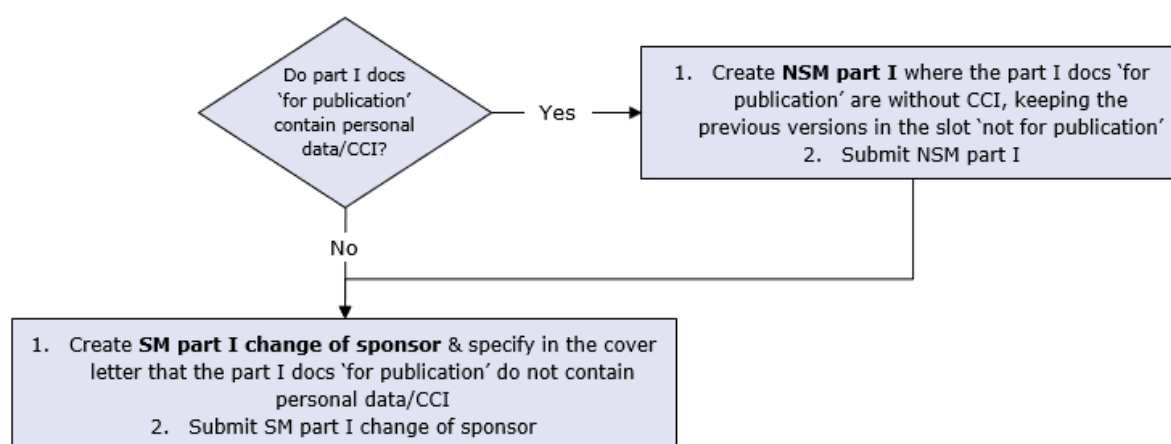 Do part I docs
‘for publication’
contain personal
data/CCI?
Yes
1. Create NSM part I where the part I docs ‘for
publication’ are without CCI, keeping the
previous versions in the slot ‘not for publication’
2. Submit NSM part I
No
1. Create SM part I change of sponsor & specify in the cover
letter that the part I docs ‘for publication’ do not contain
personal data/CCI
2. Submit SM part I change of sponsor